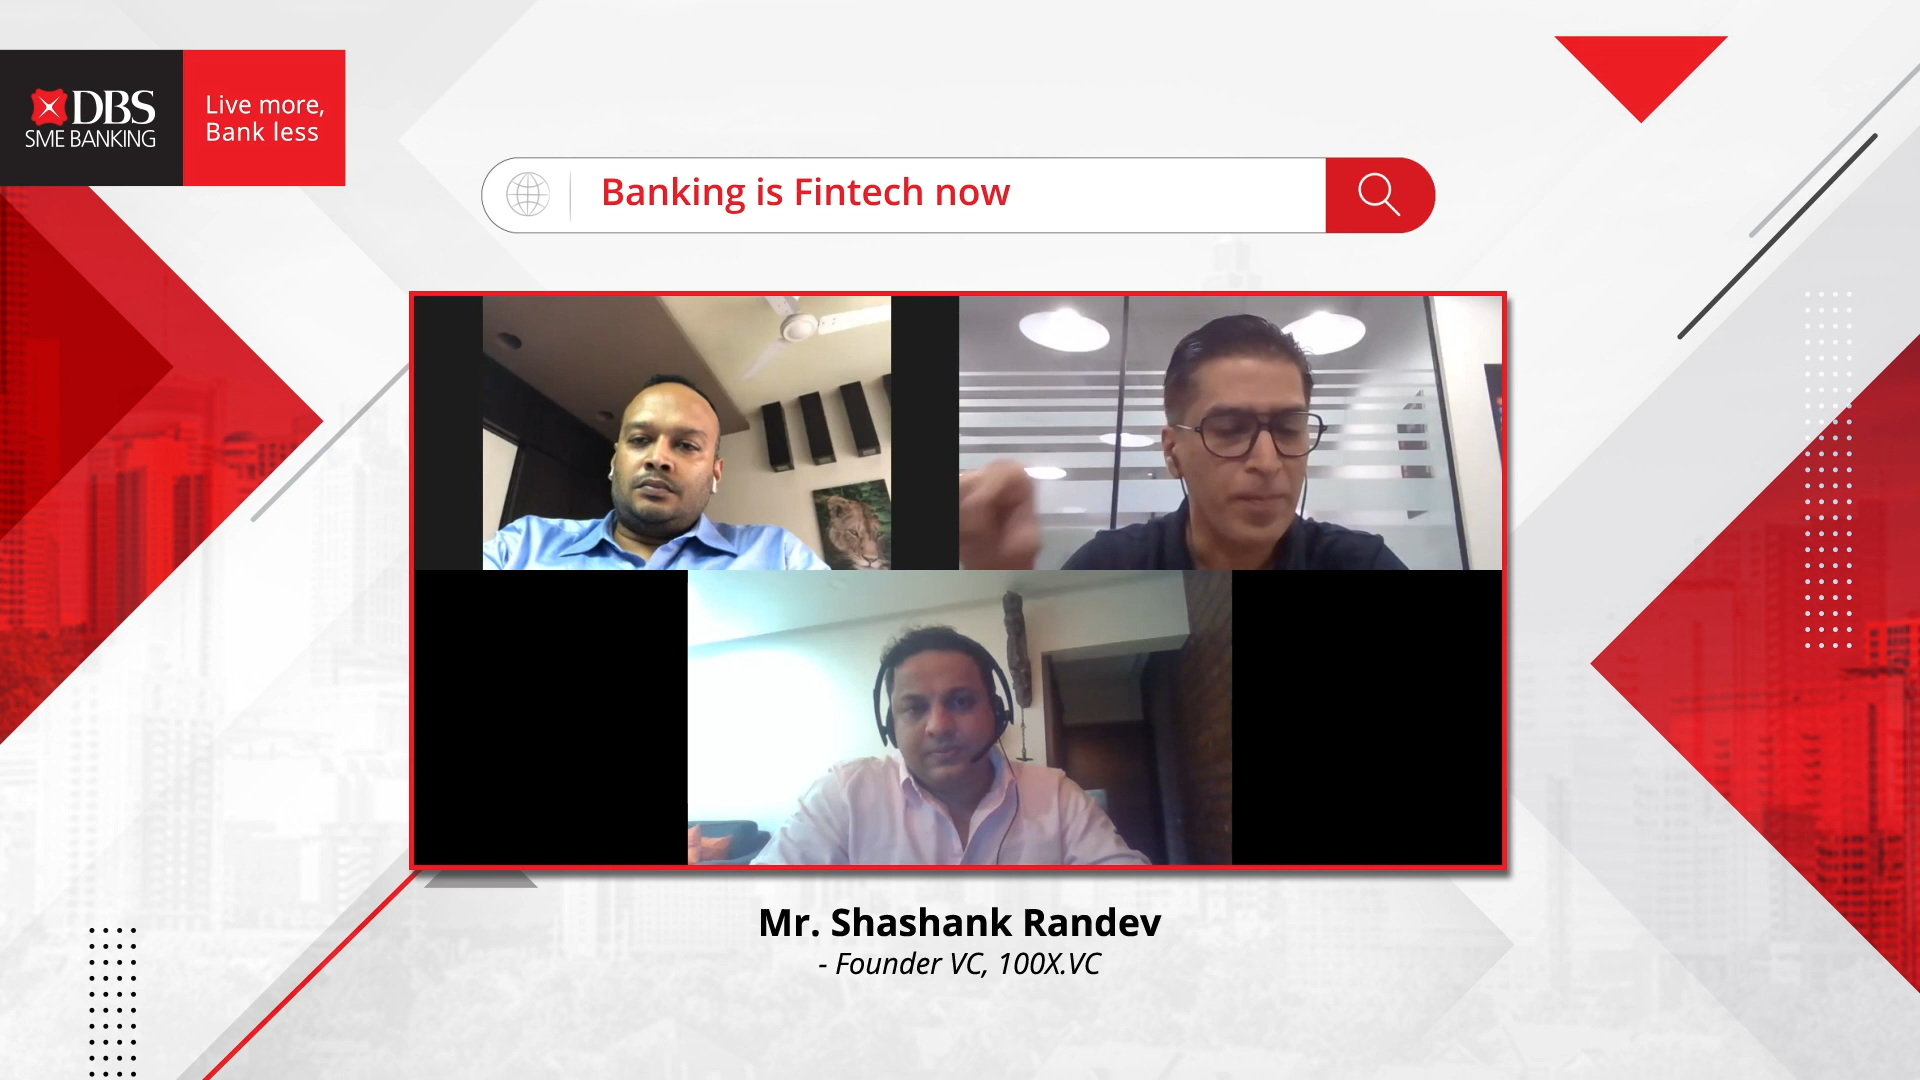 DBS
SME BANKING
Live more,
Bank less
Banking is Fintech now
Mr. Shashank Randev
- Founder VC, 100X.VC